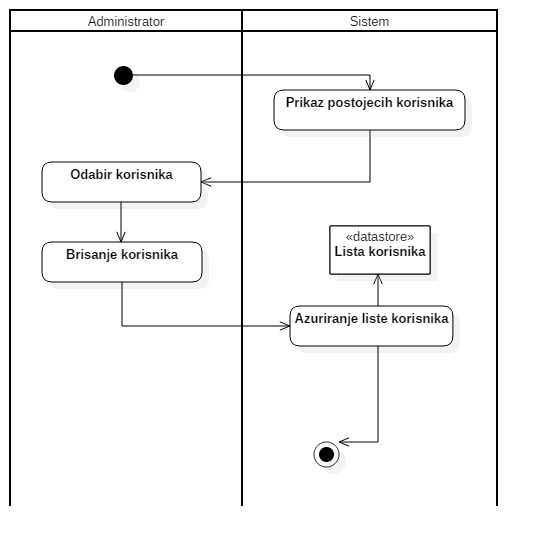 Administrator
Sistem
Prikaz postojecih korisnika
Odabir korisnika
Brisanje korisnika
«datastore»
Lista korisnika
Azuriranje liste korisnika